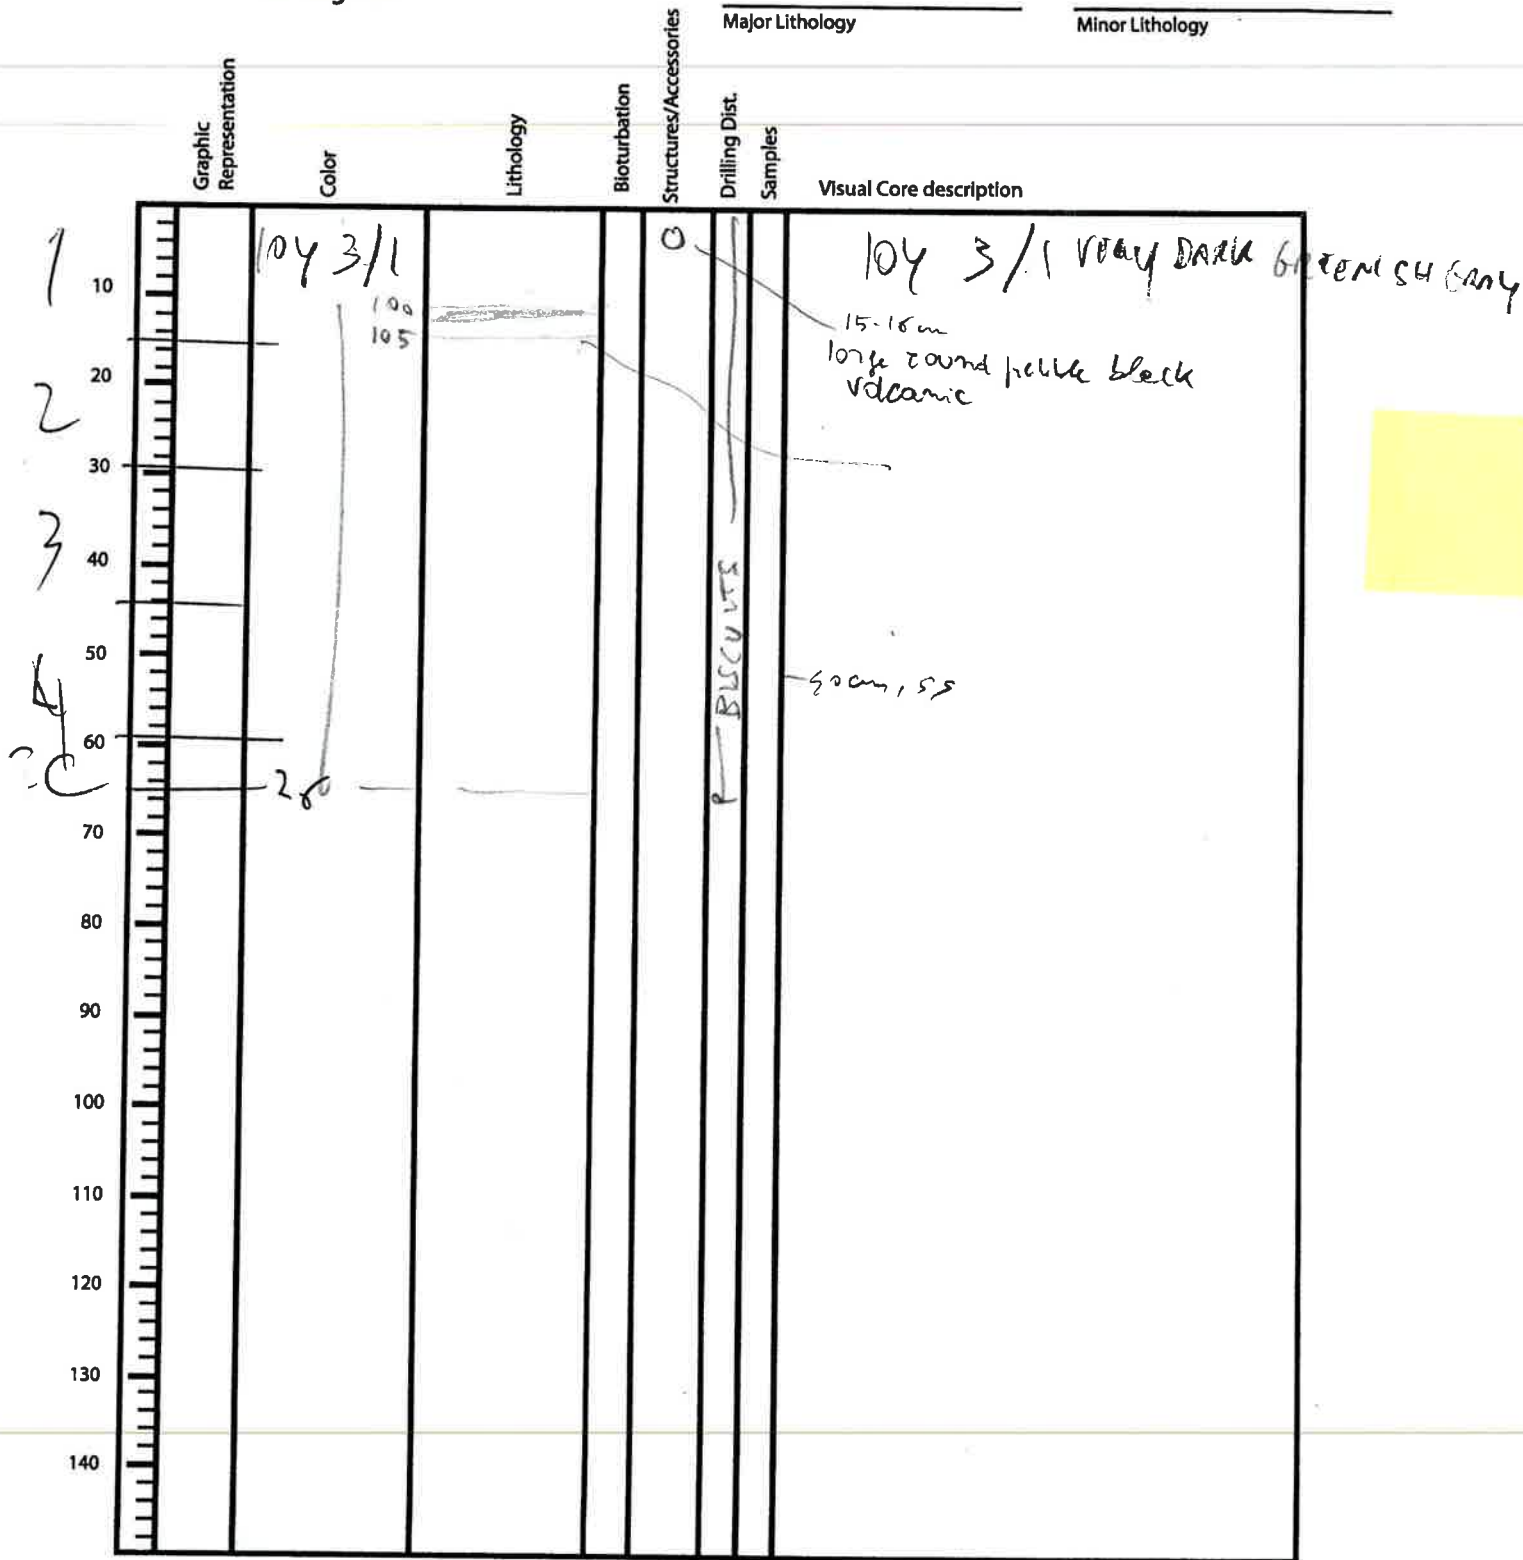 Major Lithology
Minor Lithology
Graphic Representation
Color
Lithology
Bioturbation
Structures/Accessories
Drilling Dist.
Samples
Visual Core description
1
10Y 3/1
10Y 3/1 VERY DARK GREENISH GRAY
10
100
105
15-16cm
large round pebble black
volcanic
20
2
30
3
40
BISCUITS
50
4
50cm, SS
60
CC
70
80
90
100
110
120
130
140